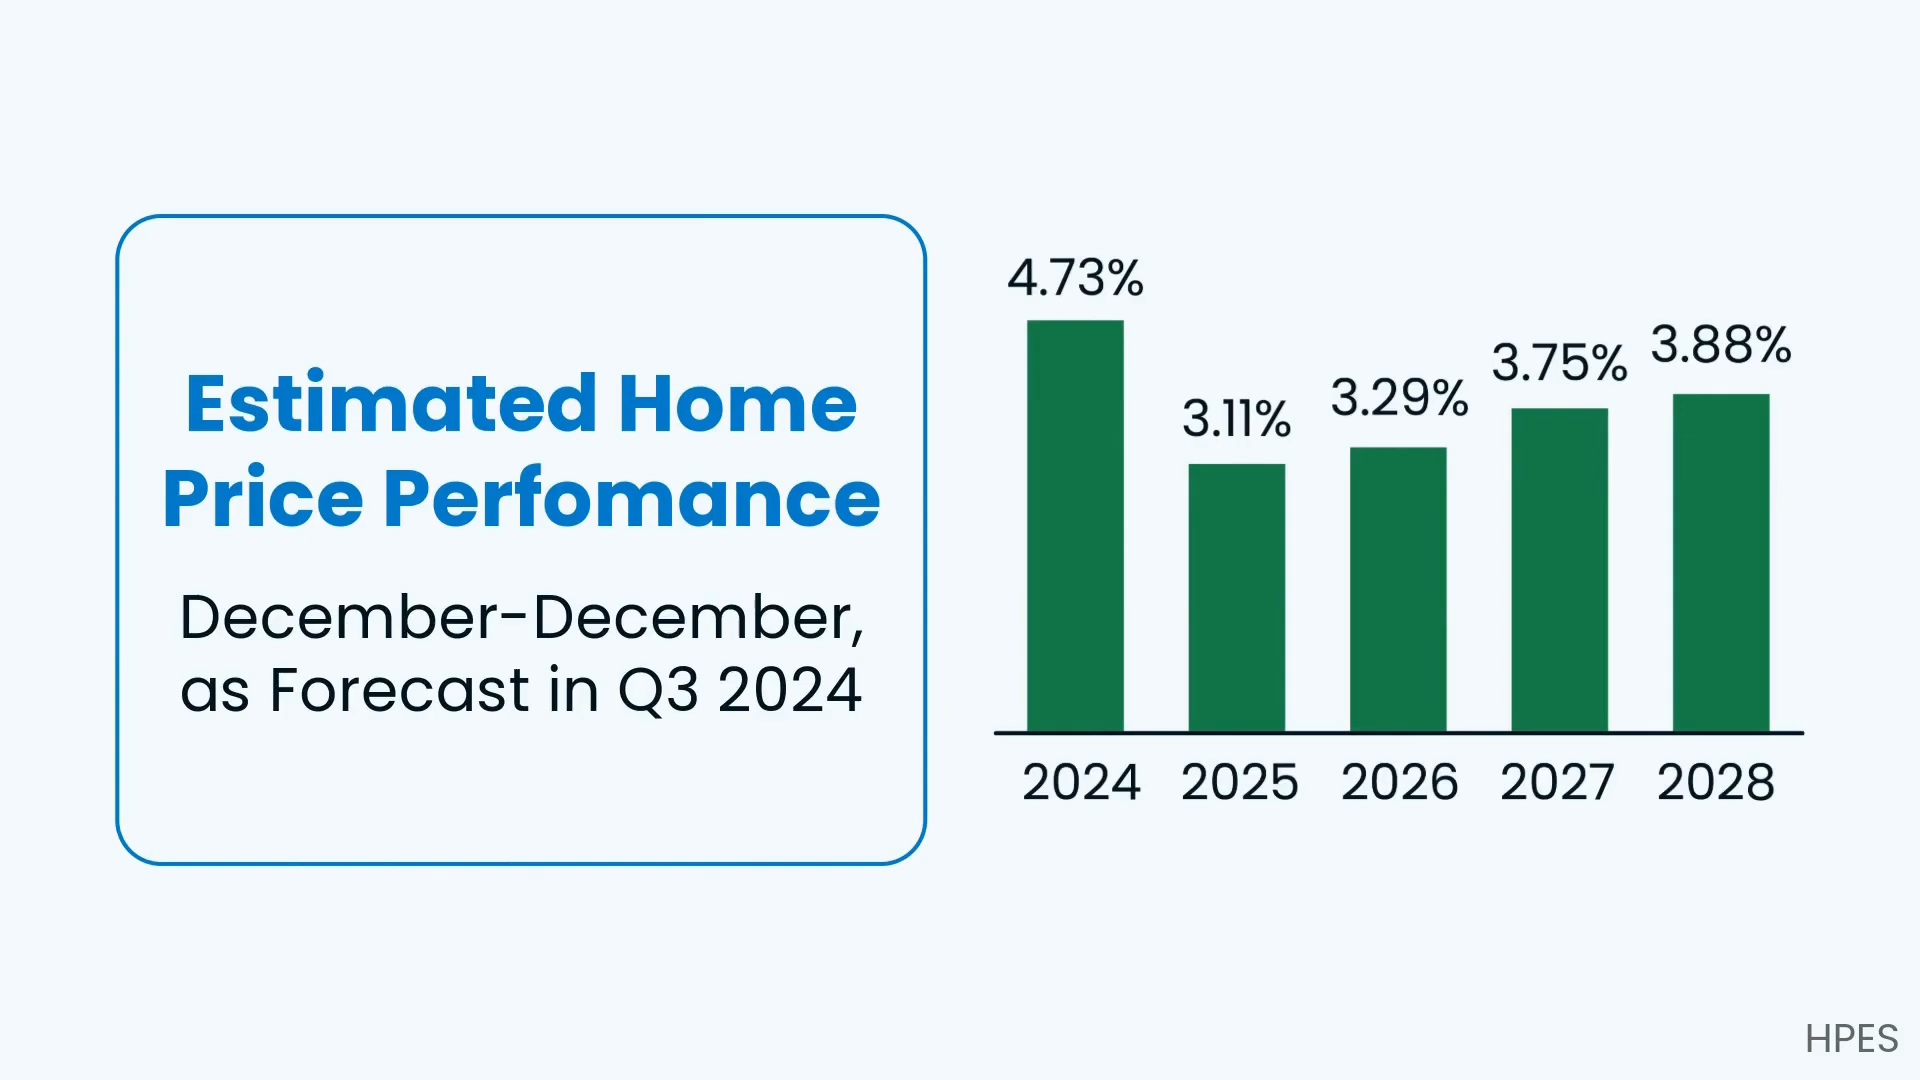 Estimated Home
Price Perfomance
December-December,
as Forecast in Q3 2024
4.73%
3.11%
3.29%
3.75%
3.88%
2024 2025 2026 2027 2028
HPES